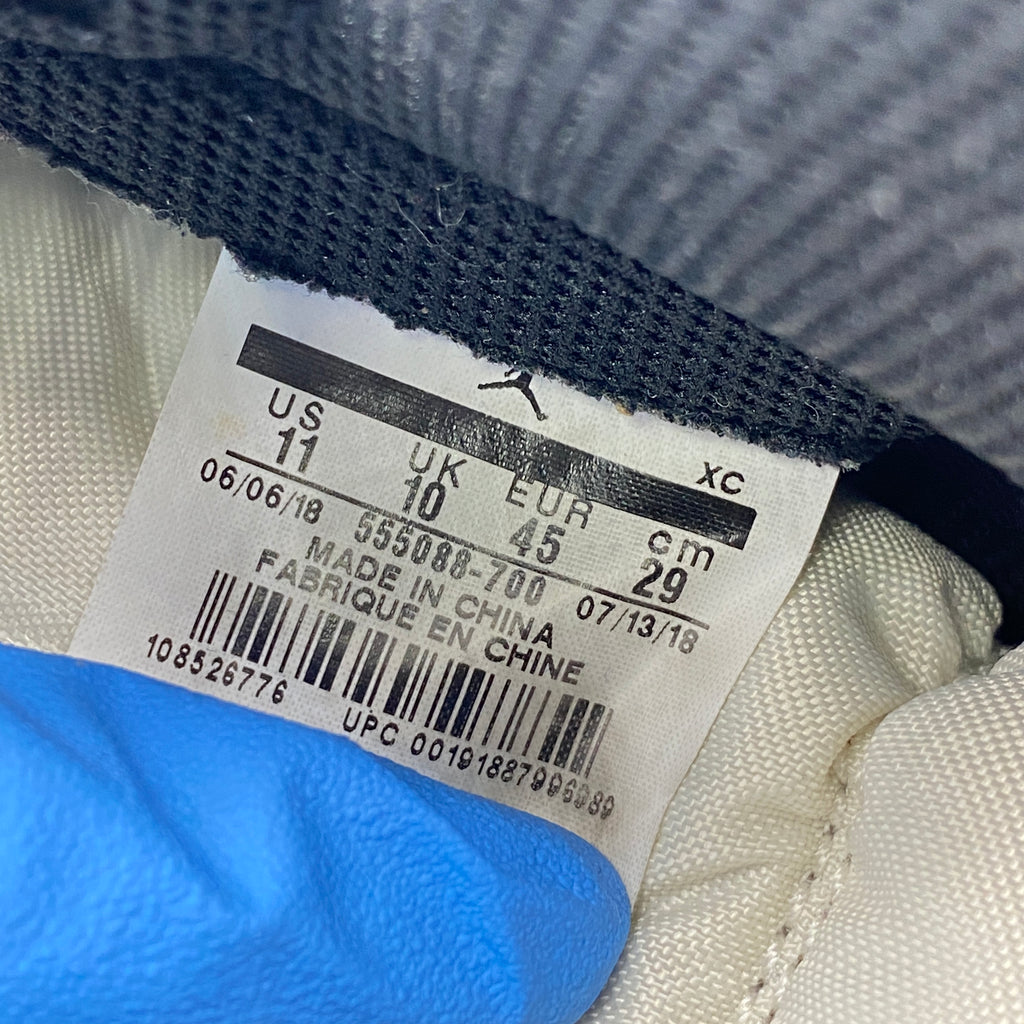 XC
US UK EUR cm
11 10 45 29
06/06/18 555088-700 07/13/18
MADE IN CHINA
FABRIQUE EN CHINE
108526776 UPC 00191887996989